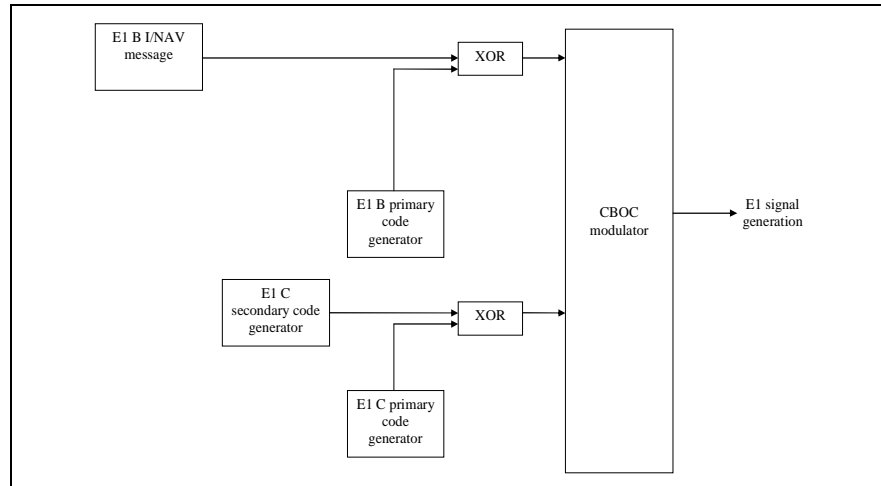 E1 B I/NAV
message
XOR
E1 B primary
code
generator
CBOC
modulator
E1 signal
generation
E1 C
secondary code
generator
XOR
E1 C primary
code
generator